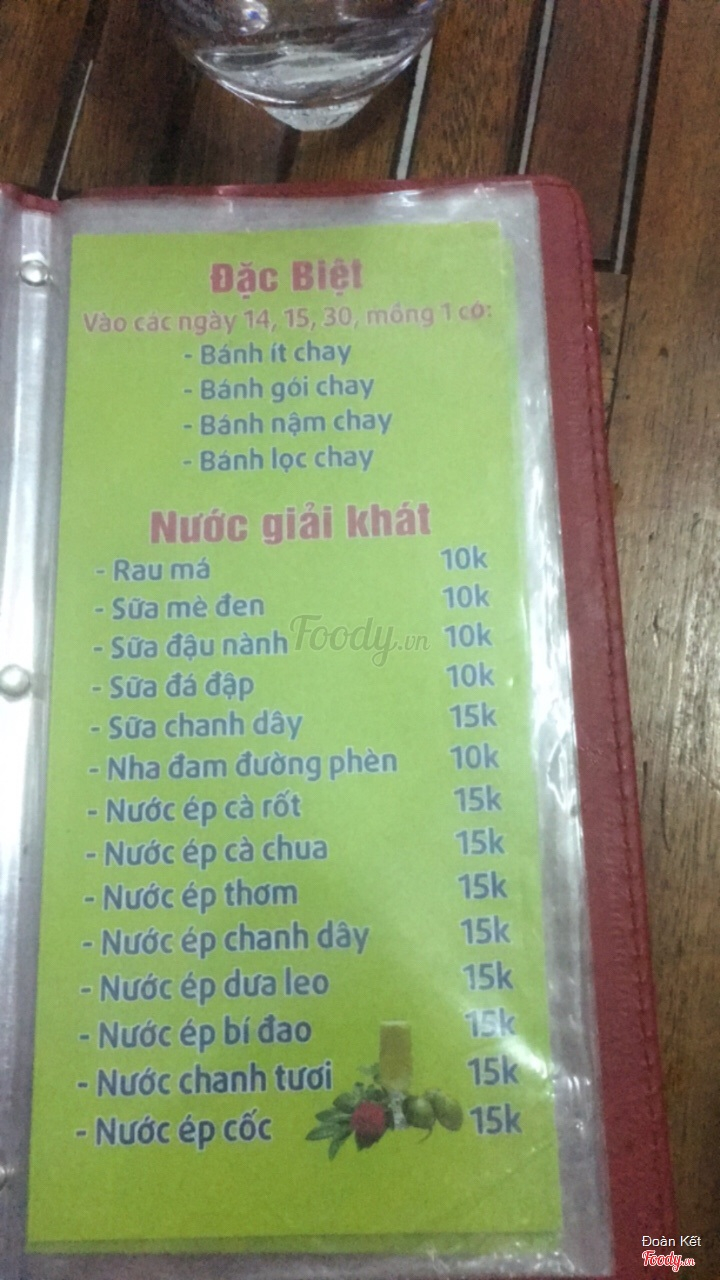 Đặc Biệt
Vào các ngày 14, 15, 30, mồng 1 có:
- Bánh ít chay
- Bánh gói chay
- Bánh nậm chay
- Bánh lọc chay
Nước giải khát
- Rau má 10k
- Sữa mè đen 10k
- Sữa đậu nành 10k
Foody.vn
- Sữa đá đập 10k
- Sữa chanh dây 15k
- Nha đam đường phèn 10k
- Nước ép cà rốt 15k
- Nước ép cà chua 15k
- Nước ép thơm 15k
- Nước ép chanh dây 15k
- Nước ép dưa leo 15k
- Nước ép bí đao 15k
- Nước chanh tươi 15k
- Nước ép cốc 15k
Đoàn Kết
Foody.vn